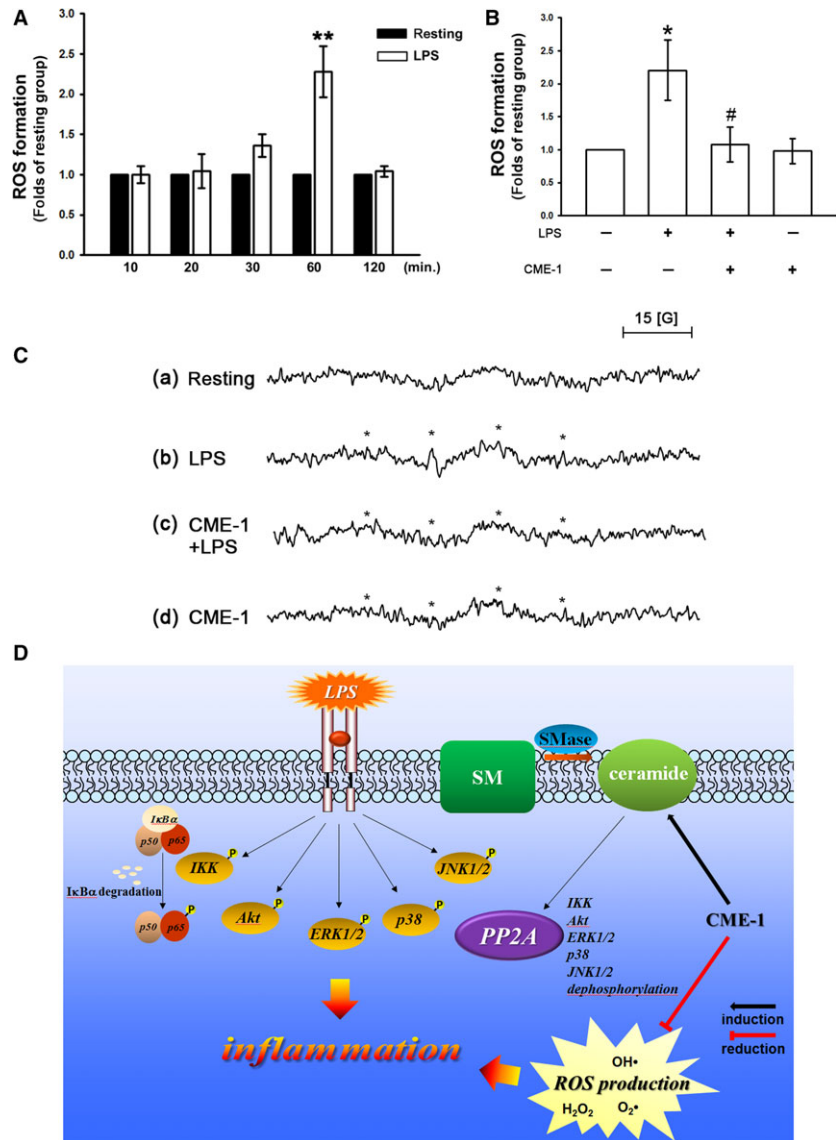 A
ROS formation
(Folds of resting group)
3.0
2.5
2.0
1.5
1.0
0.5
0.0
**
Resting
LPS
10 20 30 60 120 (min.)
B
ROS formation
(Folds of resting group)
3.0
2.5
2.0
1.5
1.0
0.5
0.0
*
#
LPS – + + –
CME-1 – – + +
15 [G]
C
(a) Resting
* * * *
(b) LPS
* * * *
(c) CME-1
+LPS
* * * *
(d) CME-1
D
LPS
SMase
SM
ceramide
IκBα
p50 p65
IκBα degradation
p50 p65 P
IKK P
Akt P
ERK1/2 P
p38 P
JNK1/2 P
PP2A
IKK
Akt
ERK1/2
p38
JNK1/2
dephosphorylation
CME-1
induction
reduction
inflammation
OH•
ROS production
H2O2 O2•